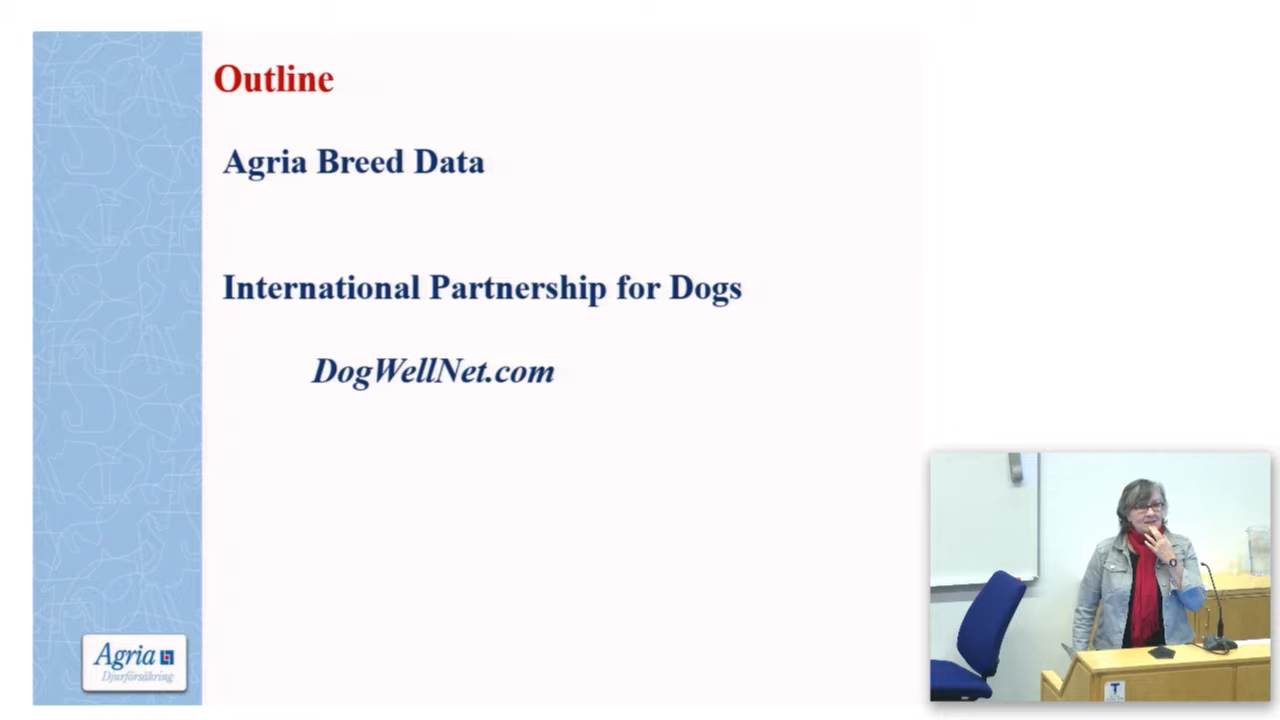 Outline
Agria Breed Data
International Partnership for Dogs
DogWellNet.com
Agria
Djurförsäkring
T